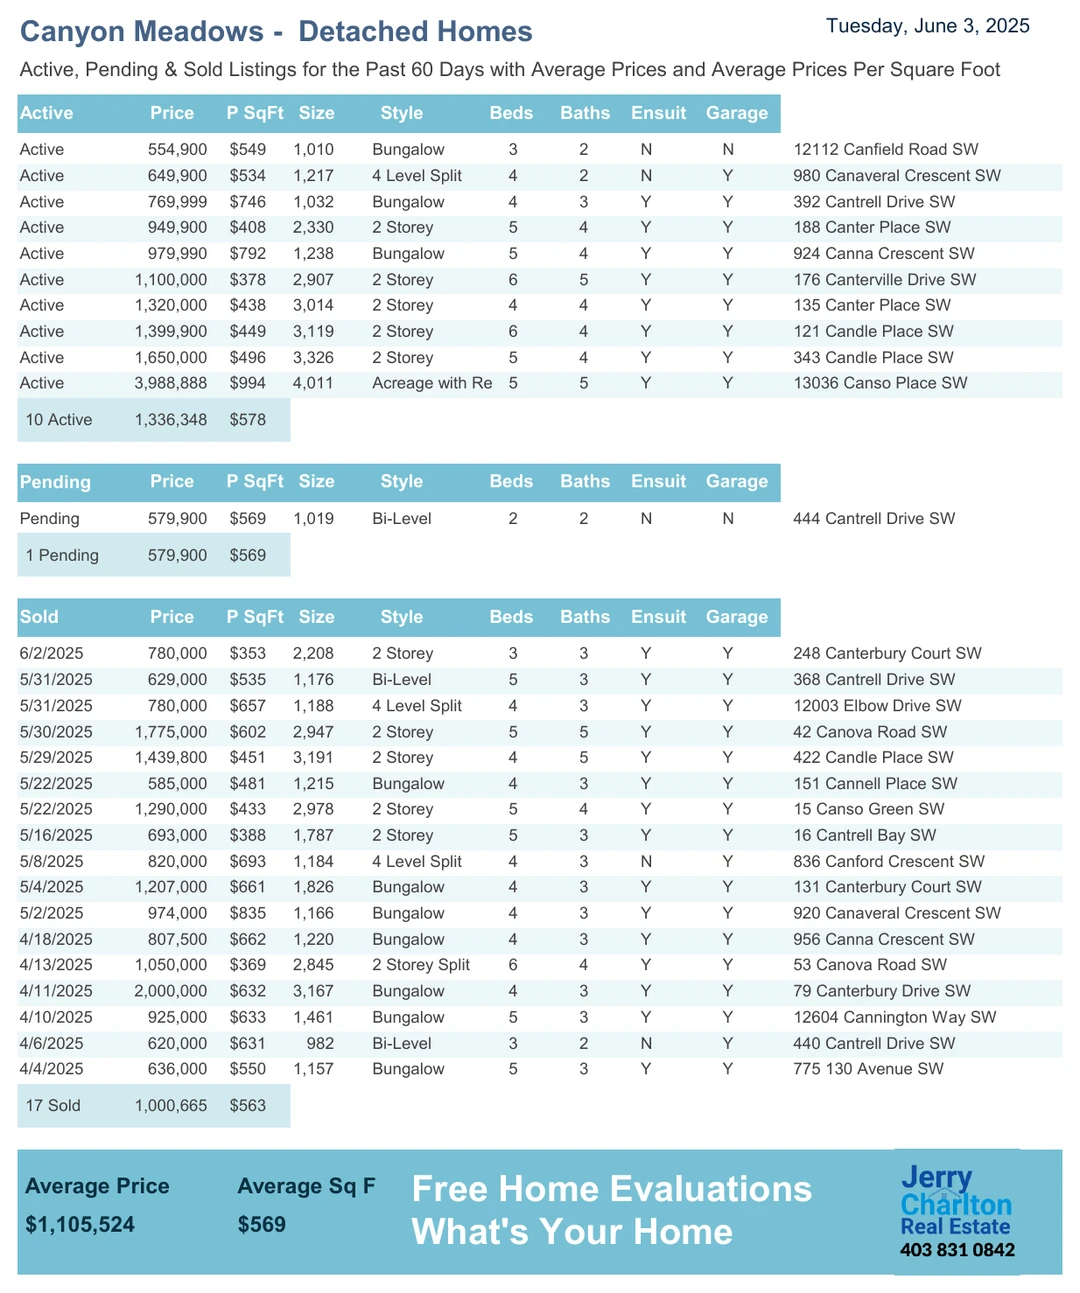 Canyon Meadows -  Detached Homes
Tuesday, June 3, 2025
Active, Pending & Sold Listings for the Past 60 Days with Average Prices and Average Prices Per Square Foot
Active Price P SqFt Size Style Beds Baths Ensuit Garage
Active 554,900 $549 1,010 Bungalow 3 2 N N 12112 Canfield Road SW
Active 649,900 $534 1,217 4 Level Split 4 2 N Y 980 Canaveral Crescent SW
Active 769,999 $746 1,032 Bungalow 4 3 Y Y 392 Cantrell Drive SW
Active 949,900 $408 2,330 2 Storey 5 4 Y Y 188 Canter Place SW
Active 979,990 $792 1,238 Bungalow 5 4 Y Y 924 Canna Crescent SW
Active 1,100,000 $378 2,907 2 Storey 6 5 Y Y 176 Canterville Drive SW
Active 1,320,000 $438 3,014 2 Storey 4 4 Y Y 135 Canter Place SW
Active 1,399,900 $449 3,119 2 Storey 6 4 Y Y 121 Candle Place SW
Active 1,650,000 $496 3,326 2 Storey 5 4 Y Y 343 Candle Place SW
Active 3,988,888 $994 4,011 Acreage with Re 5 5 Y Y 13036 Canso Place SW
10 Active 1,336,348 $578
Pending Price P SqFt Size Style Beds Baths Ensuit Garage
Pending 579,900 $569 1,019 Bi-Level 2 2 N N 444 Cantrell Drive SW
1 Pending 579,900 $569
Sold Price P SqFt Size Style Beds Baths Ensuit Garage
6/2/2025 780,000 $353 2,208 2 Storey 3 3 Y Y 248 Canterbury Court SW
5/31/2025 629,000 $535 1,176 Bi-Level 5 3 Y Y 368 Cantrell Drive SW
5/31/2025 780,000 $657 1,188 4 Level Split 4 3 Y Y 12003 Elbow Drive SW
5/30/2025 1,775,000 $602 2,947 2 Storey 5 5 Y Y 42 Canova Road SW
5/29/2025 1,439,800 $451 3,191 2 Storey 4 5 Y Y 422 Candle Place SW
5/22/2025 585,000 $481 1,215 Bungalow 4 3 Y Y 151 Cannell Place SW
5/22/2025 1,290,000 $433 2,978 2 Storey 5 4 Y Y 15 Canso Green SW
5/16/2025 693,000 $388 1,787 2 Storey 5 3 Y Y 16 Cantrell Bay SW
5/8/2025 820,000 $693 1,184 4 Level Split 4 3 N Y 836 Canford Crescent SW
5/4/2025 1,207,000 $661 1,826 Bungalow 4 3 Y Y 131 Canterbury Court SW
5/2/2025 974,000 $835 1,166 Bungalow 4 3 Y Y 920 Canaveral Crescent SW
4/18/2025 807,500 $662 1,220 Bungalow 4 3 Y Y 956 Canna Crescent SW
4/13/2025 1,050,000 $369 2,845 2 Storey Split 6 4 Y Y 53 Canova Road SW
4/11/2025 2,000,000 $632 3,167 Bungalow 4 3 Y Y 79 Canterbury Drive SW
4/10/2025 925,000 $633 1,461 Bungalow 5 3 Y Y 12604 Cannington Way SW
4/6/2025 620,000 $631 982 Bi-Level 3 2 N Y 440 Cantrell Drive SW
4/4/2025 636,000 $550 1,157 Bungalow 5 3 Y Y 775 130 Avenue SW
17 Sold 1,000,665 $563
Average Price Average Sq F
$1,105,524 $569
Free Home Evaluations
What's Your Home
Jerry
Charlton
Real Estate
403 831 0842